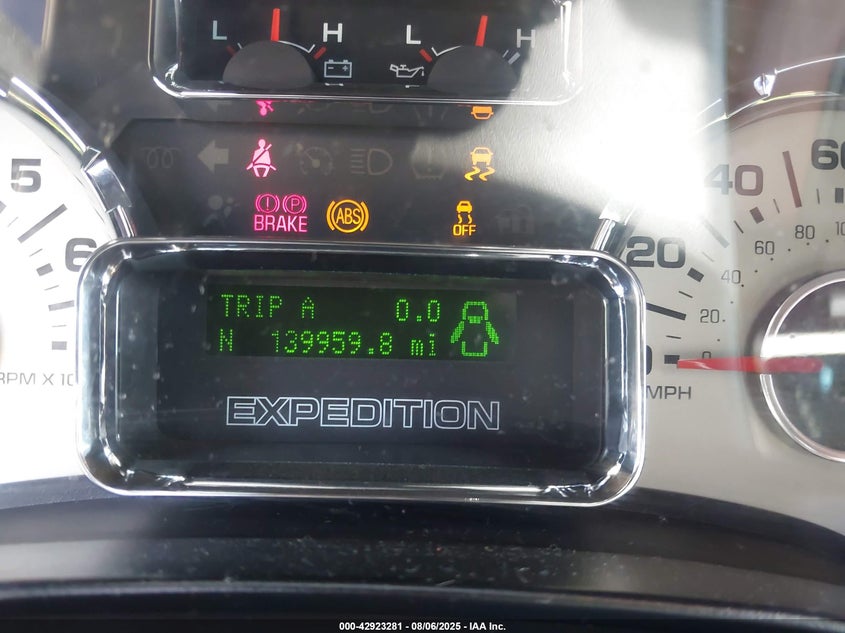 L H L H
5
6
RPM X 10
BRAKE
ABS
OFF
TRIP A 0.0
N 139959.8 mi
EXPEDITION
60
40
20
80
60
40
20
0
MPH
000-42923281 - 08/06/2025 - IAA Inc.